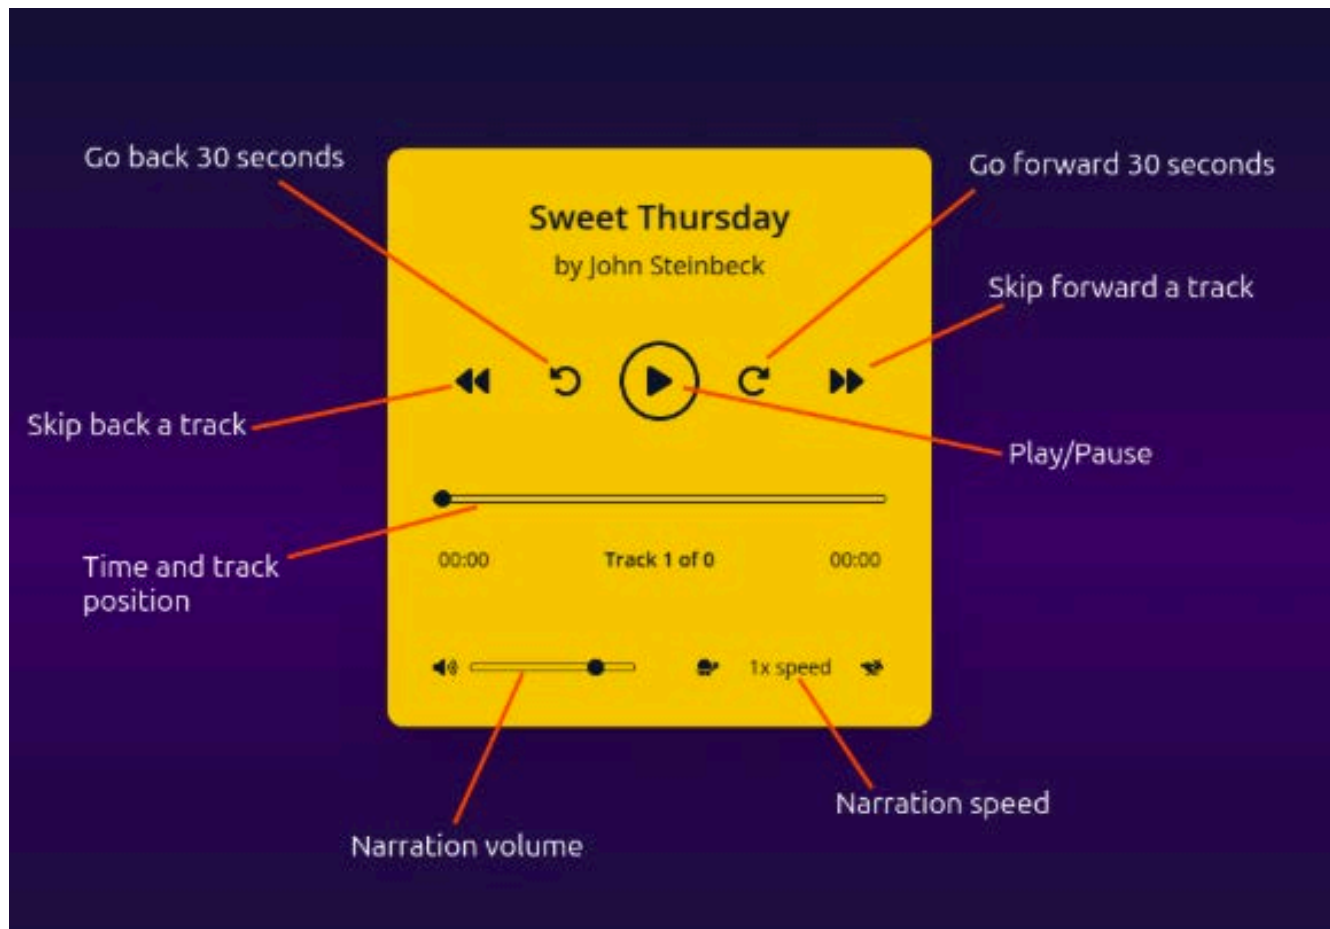 Go back 30 seconds
Go forward 30 seconds
Sweet Thursday
by John Steinbeck
Skip forward a track
Skip back a track
Play/Pause
Time and track
position
00:00 Track 1 of 0 00:00
1x speed
Narration speed
Narration volume